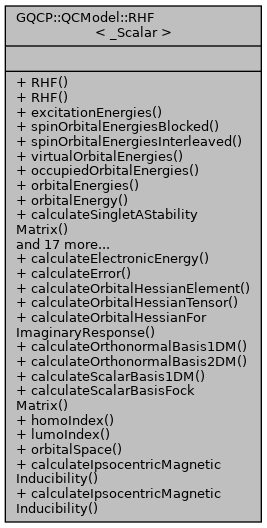 GQCP::QCModel::RHF
< _Scalar >
+ RHF()
+ RHF()
+ excitationEnergies()
+ spinOrbitalEnergiesBlocked()
+ spinOrbitalEnergiesInterleaved()
+ virtualOrbitalEnergies()
+ occupiedOrbitalEnergies()
+ orbitalEnergies()
+ orbitalEnergy()
+ calculateSingletAStability
Matrix()
and 17 more...
+ calculateElectronicEnergy()
+ calculateError()
+ calculateOrbitalHessianElement()
+ calculateOrbitalHessianTensor()
+ calculateOrbitalHessianFor
ImaginaryResponse()
+ calculateOrthonormalBasis1DM()
+ calculateOrthonormalBasis2DM()
+ calculateScalarBasis1DM()
+ calculateScalarBasisFock
Matrix()
+ homoIndex()
+ lumoIndex()
+ orbitalSpace()
+ calculateIpsocentricMagnetic
Inducibility()
+ calculateIpsocentricMagnetic
Inducibility()